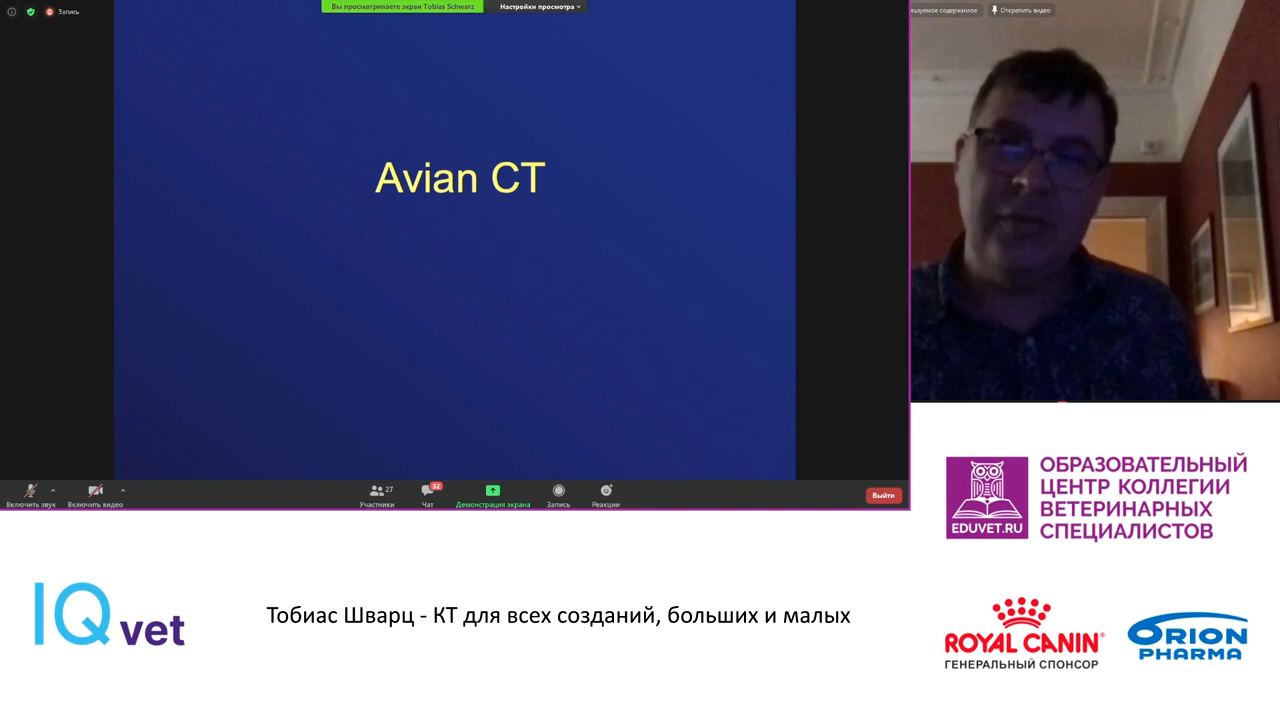 Запись
Вы просматриваете экран Tobias Schwarz
Настройки просмотра
содержимое
Открепить видео
Avian CT
Включить звук
Включить видео
27
Участники
32
Чат
Демонстрация экрана
Запись
Реакции
Выйти
EDUVET.RU
ОБРАЗОВАТЕЛЬНЫЙ
ЦЕНТР КОЛЛЕГИИ
ВЕТЕРИНАРНЫХ
СПЕЦИАЛИСТОВ
IQ vet
Тобиас Шварц - КТ для всех созданий, больших и малых
ROYAL CANIN®
ГЕНЕРАЛЬНЫЙ СПОНСОР
ORION
PHARMA